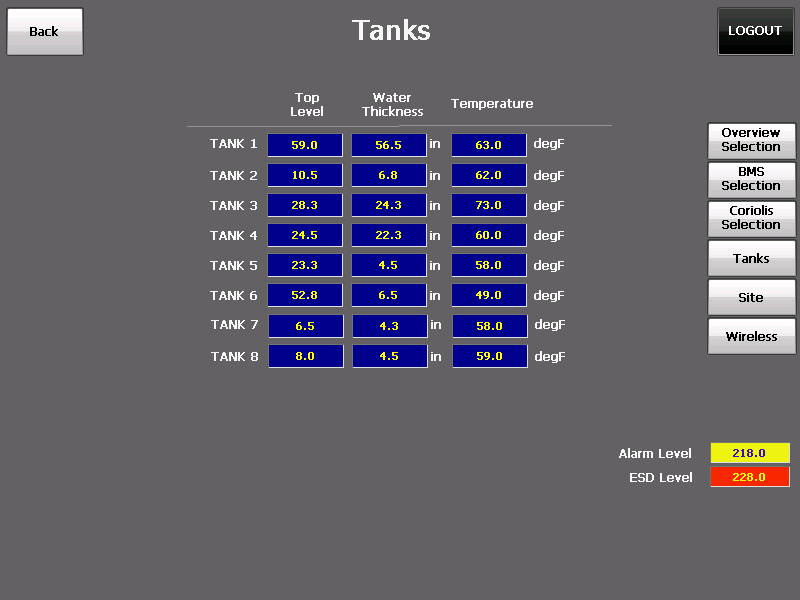 Back
Tanks
LOGOUT
Top Level
Water Thickness
Temperature
TANK 1 59.0 56.5 in 63.0 degF
TANK 2 10.5 6.8 in 62.0 degF
TANK 3 28.3 24.3 in 73.0 degF
TANK 4 24.5 22.3 in 60.0 degF
TANK 5 23.3 4.5 in 58.0 degF
TANK 6 52.8 6.5 in 49.0 degF
TANK 7 6.5 4.3 in 58.0 degF
TANK 8 8.0 4.5 in 59.0 degF
Overview
Selection
BMS
Selection
Coriolis
Selection
Tanks
Site
Wireless
Alarm Level 218.0
ESD Level 228.0